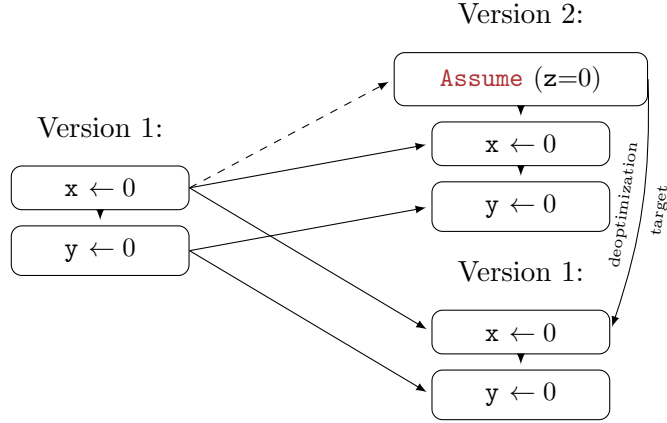 Version 2:
Assume (z=0)
Version 1:
x ← 0
x ← 0
y ← 0
y ← 0
deoptimization
target
Version 1:
x ← 0
y ← 0